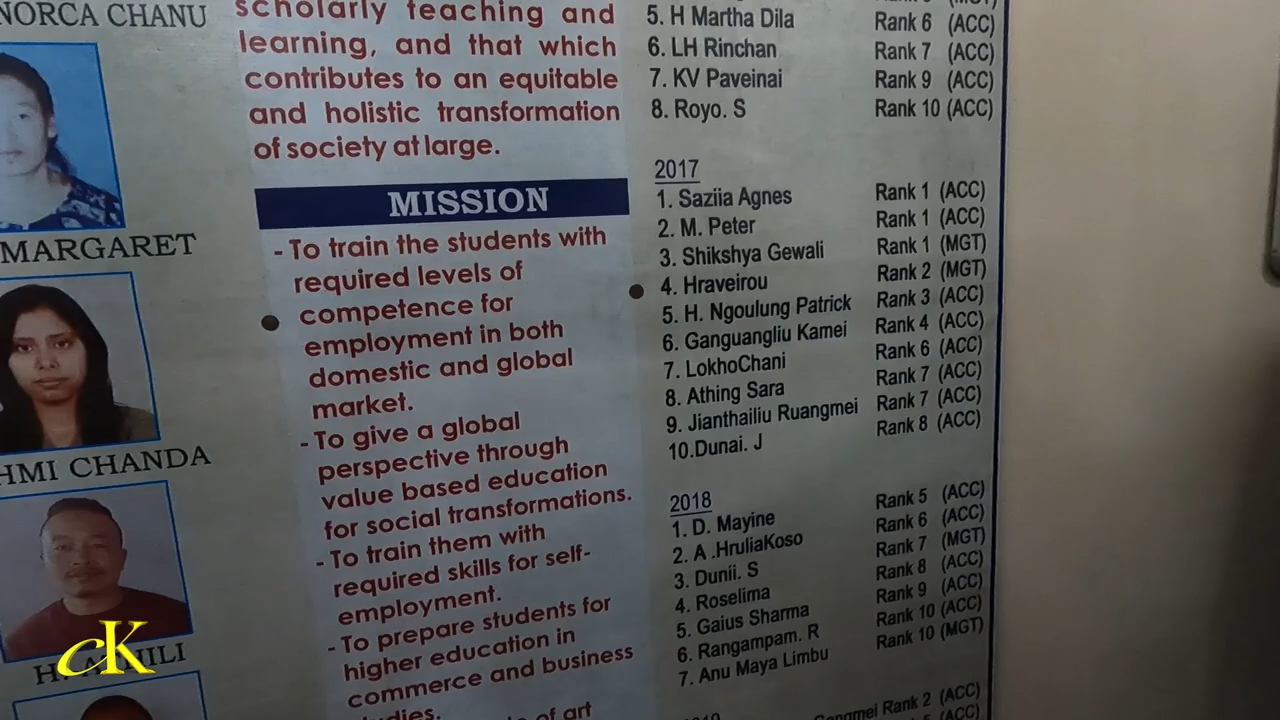 NORCA CHANU
MARGARET
HMI CHANDA
cK
scholarly teaching and
learning, and that which
contributes to an equitable
and holistic transformation
of society at large.
MISSION
- To train the students with
required levels of
competence for
employment in both
domestic and global
market.
- To give a global
perspective through
value based education
for social transformations.
- To train them with
required skills for self-
employment.
- To prepare students for
higher education in
commerce and business
of art
5. H Martha Dila Rank 6 (ACC)
6. LH Rinchan Rank 7 (ACC)
7. KV Paveinai Rank 9 (ACC)
8. Royo. S Rank 10 (ACC)
2017
1. Saziia Agnes Rank 1 (ACC)
2. M. Peter Rank 1 (ACC)
3. Shikshya Gewali Rank 1 (MGT)
4. Hraveirou Rank 2 (MGT)
5. H. Ngoulung Patrick Rank 3 (ACC)
6. Ganguangliu Kamei Rank 4 (ACC)
7. LokhoChani Rank 6 (ACC)
8. Athing Sara Rank 7 (ACC)
9. Jianthailiu Ruangmei Rank 7 (ACC)
10.Dunai. J Rank 8 (ACC)
2018
1. D. Mayine Rank 5 (ACC)
2. A .HruliaKoso Rank 6 (ACC)
3. Dunii. S Rank 7 (MGT)
4. Roselima Rank 8 (ACC)
5. Gaius Sharma Rank 9 (ACC)
6. Rangampam. R Rank 10 (ACC)
7. Anu Maya Limbu Rank 10 (MGT)
Rank 2 (ACC)
(ACC)